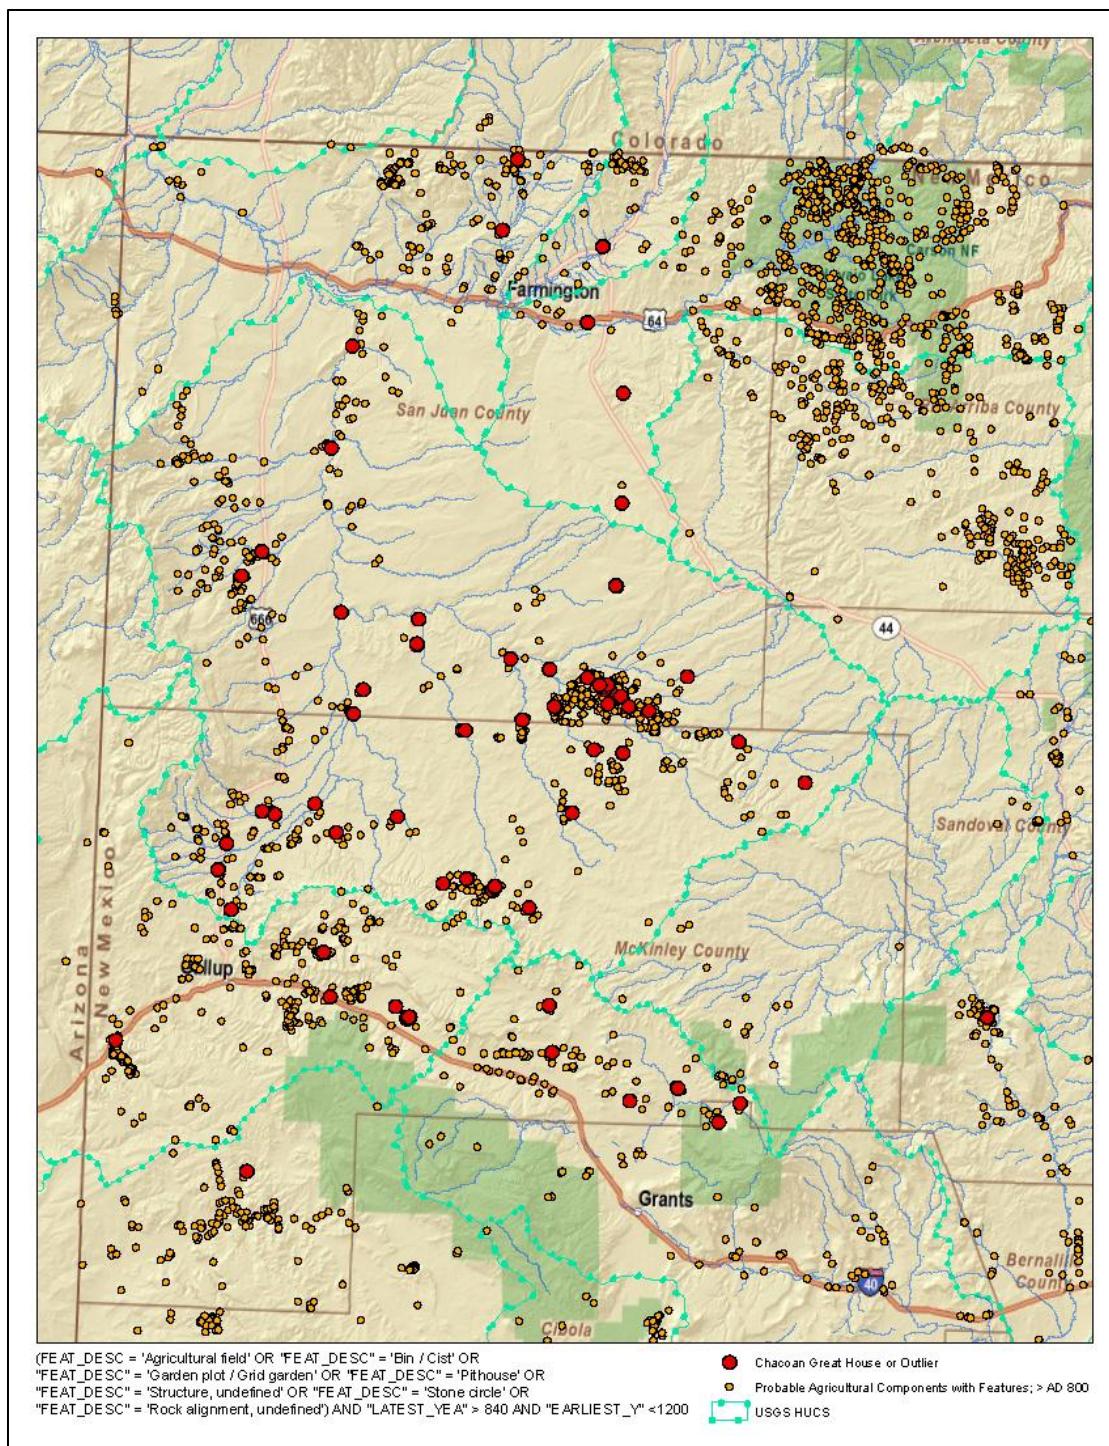 Colorado
New Mexico
Carson NF
Farmington
64
San Juan County
Arriba County
666
44
Sandoval County
New Mexico
Arizona
McKinley County
Gallup
Grants
Bernalillo
County
40
Cibola
(FEAT_DESC = 'Agricultural field' OR "FEAT_DESC" = 'Bin / Cist' OR
"FEAT_DESC" = 'Garden plot / Grid garden' OR "FEAT_DESC" = 'Pithouse' OR
"FEAT_DESC" = 'Structure, undefined' OR "FEAT_DESC" = 'Stone circle' OR
"FEAT_DESC" = 'Rock alignment, undefined') AND "LATEST_YEA" > 840 AND "EARLIEST_Y" <1200
Chacoan Great House or Outlier
Probable Agricultural Components with Features; > AD 800
USGS HUCS